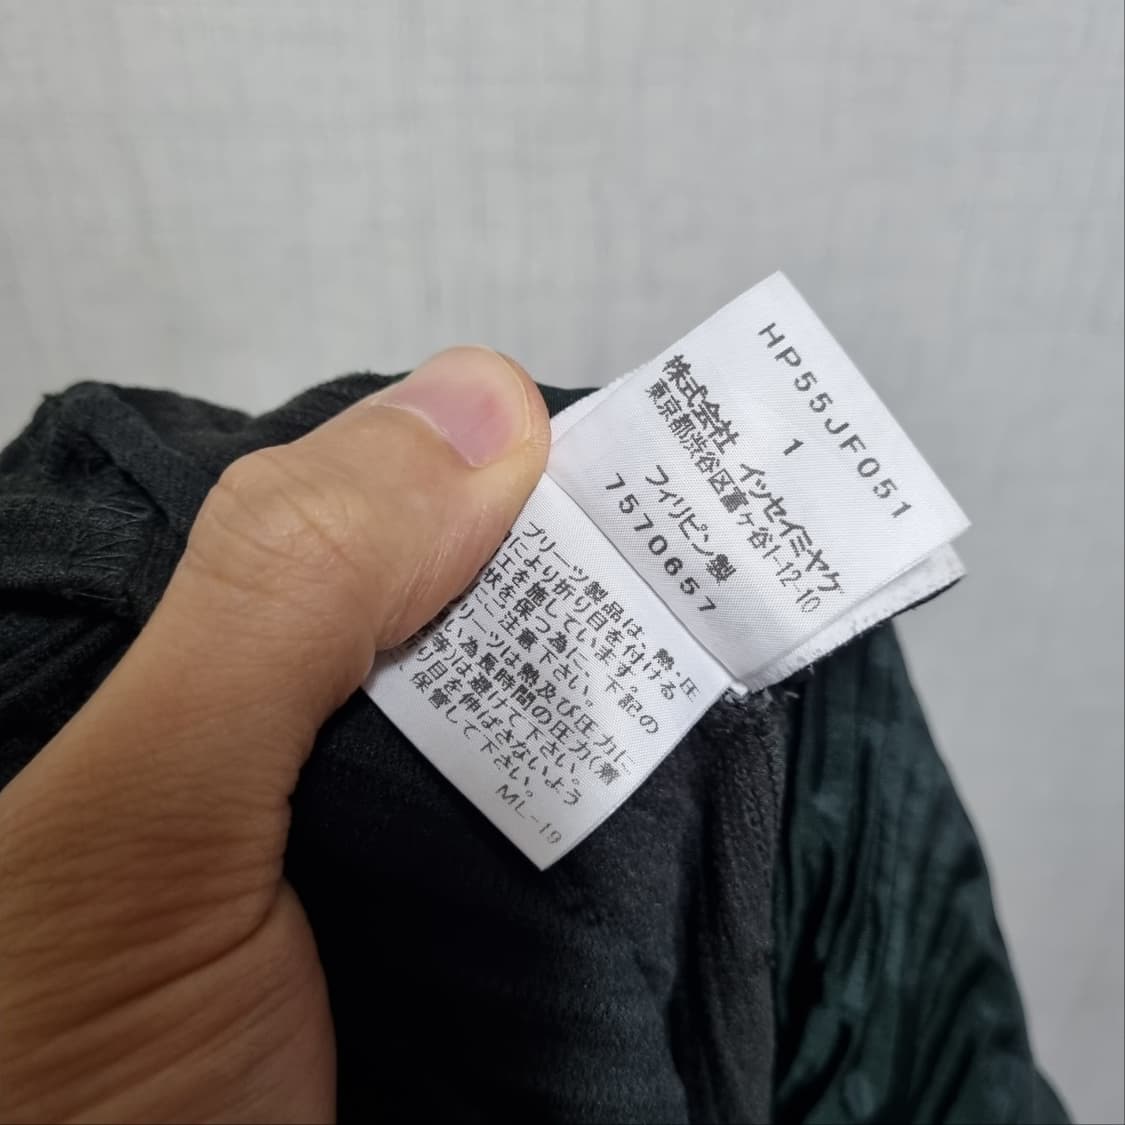 HP55JF051
1
株式会社 イッセイミヤケ
東京都渋谷区富ヶ谷1-12-10
フィリピン製
7570657
プリーツ製品は、熱・圧
により折り目を付ける
工を施しています。下記の
状を保つ為に、
にご注意下さい。
リーツは熱及び圧力に
い為長時間の圧力(着
等)は避けて下さい。
り目を伸ばさないよう
、保管して下さい。
ML-19